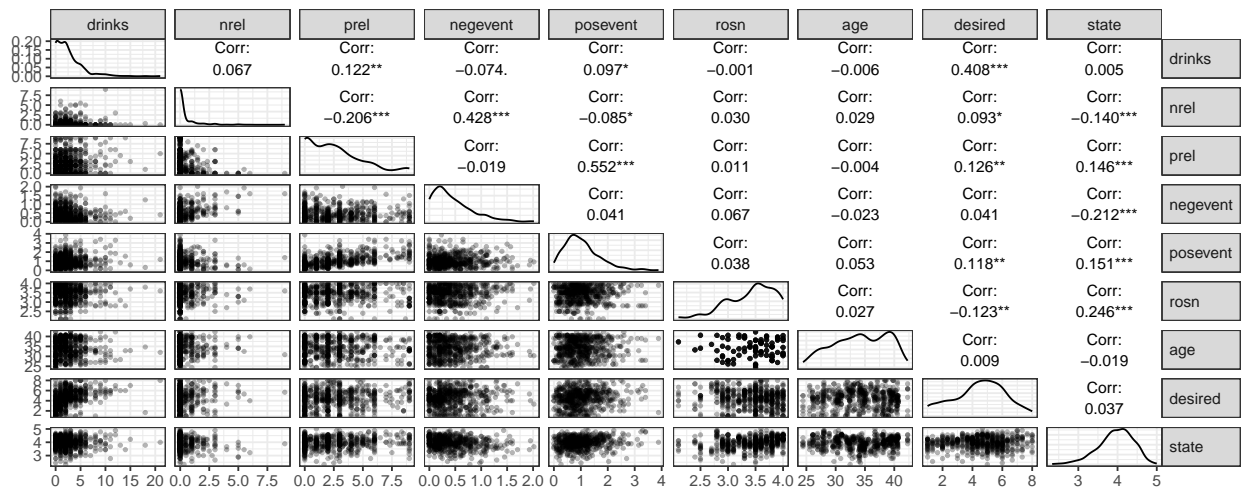 drinks nrel prel negevent posevent rosn age desired state
0.20 0.15 0.10 0.05 0.00
Corr: Corr: Corr: Corr: Corr: Corr: Corr: Corr:
0.067 0.122** −0.074. 0.097* −0.001 −0.006 0.408*** 0.005
drinks
7.5 5.0 2.5 0.0
Corr: Corr: Corr: Corr: Corr: Corr: Corr:
−0.206*** 0.428*** −0.085* 0.030 0.029 0.093* −0.140***
nrel
7.5 5.0 2.5 0.0
Corr: Corr: Corr: Corr: Corr: Corr:
−0.019 0.552*** 0.011 −0.004 0.126** 0.146***
prel
2.0 1.5 1.0 0.5 0.0
Corr: Corr: Corr: Corr: Corr:
0.041 0.067 −0.023 0.041 −0.212***
negevent
4 3 2 1 0
Corr: Corr: Corr: Corr:
0.038 0.053 0.118** 0.151***
posevent
4.0 3.5 3.0 2.5
Corr: Corr: Corr:
0.027 −0.123** 0.246***
rosn
40 35 30 25
Corr: Corr:
0.009 −0.019
age
8 6 4 2
Corr:
0.037
desired
5 4 3
state
0 5 10 15 20 0.0 2.5 5.0 7.5 0.0 2.5 5.0 7.5 0.0 0.5 1.0 1.5 2.0 0 1 2 3 4 2.5 3.0 3.5 4.0 25 30 35 40 1 2 3 4 5 6 7 8 3 4 5